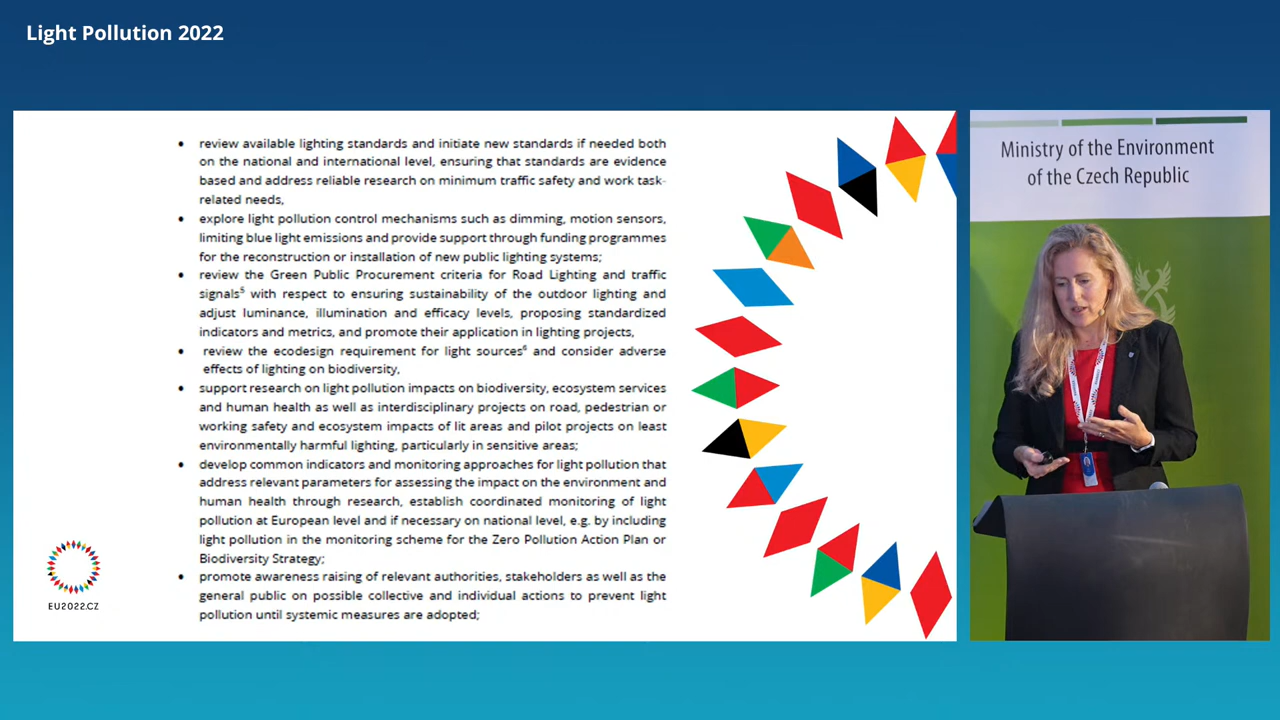 Light Pollution 2022
• review available lighting standards and initiate new standards if needed both
on the national and international level, ensuring that standards are evidence
based and address reliable research on minimum traffic safety and work task-
related needs,
• explore light pollution control mechanisms such as dimming, motion sensors,
limiting blue light emissions and provide support through funding programmes
for the reconstruction or installation of new public lighting systems;
• review the Green Public Procurement criteria for Road Lighting and traffic
signals⁵ with respect to ensuring sustainability of the outdoor lighting and
adjust luminance, illumination and efficacy levels, proposing standardized
indicators and metrics, and promote their application in lighting projects,
• review the ecodesign requirement for light sources⁶ and consider adverse
effects of lighting on biodiversity,
• support research on light pollution impacts on biodiversity, ecosystem services
and human health as well as interdisciplinary projects on road, pedestrian or
working safety and ecosystem impacts of lit areas and pilot projects on least
environmentally harmful lighting, particularly in sensitive areas;
• develop common indicators and monitoring approaches for light pollution that
address relevant parameters for assessing the impact on the environment and
human health through research, establish coordinated monitoring of light
pollution at European level and if necessary on national level, e.g. by including
light pollution in the monitoring scheme for the Zero Pollution Action Plan or
Biodiversity Strategy;
• promote awareness raising of relevant authorities, stakeholders as well as the
general public on possible collective and individual actions to prevent light
pollution until systemic measures are adopted;
EU2022.CZ
Ministry of the Environment
of the Czech Republic